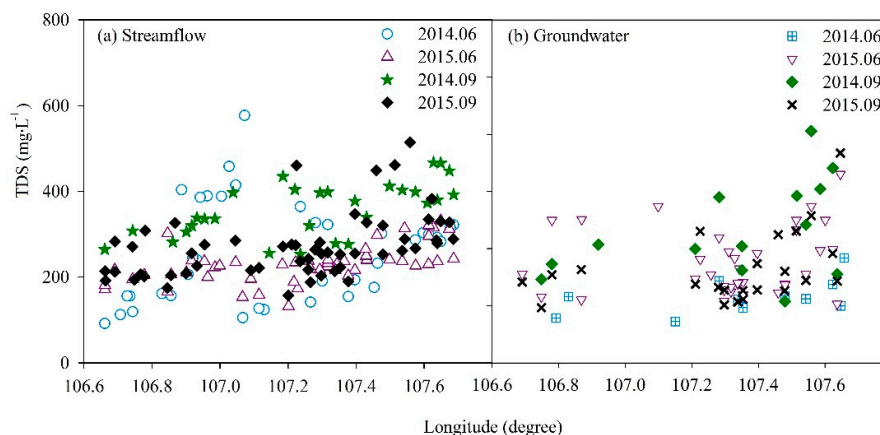 800
600
400
200
0
TDS (mg·L⁻¹)
(a) Streamflow
2014.06
2015.06
2014.09
2015.09
(b) Groundwater
2014.06
2015.06
2014.09
2015.09
106.6 106.8 107.0 107.2 107.4 107.6
106.6 106.8 107.0 107.2 107.4 107.6
Longitude (degree)